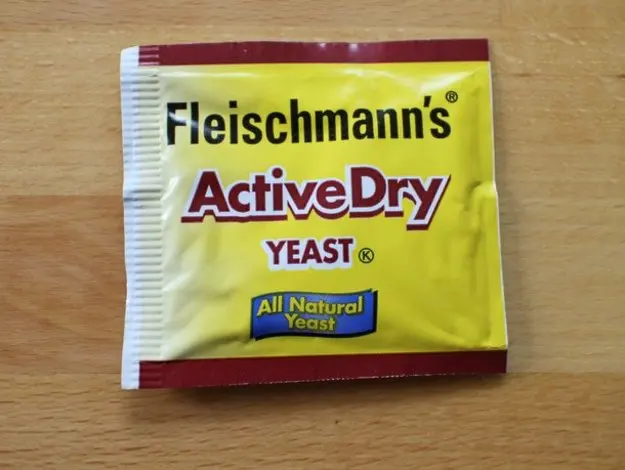 Fleischmann's®
ActiveDry
YEAST Ⓚ
All Natural
Yeast